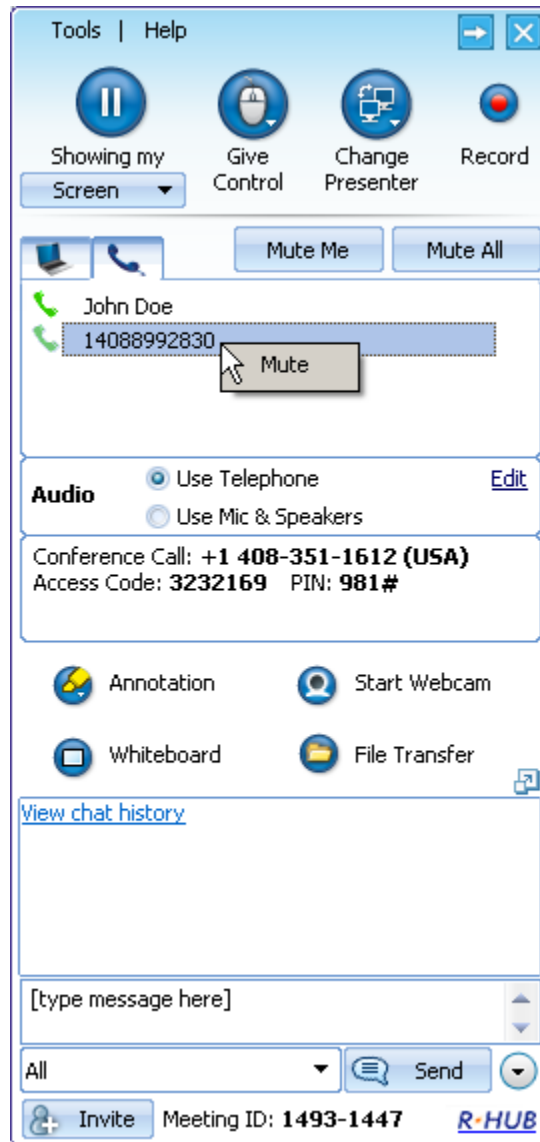 Tools | Help
Showing my
Screen
Give
Control
Change
Presenter
Record
Mute Me
Mute All
John Doe
14088992830
Mute
Audio
Use Telephone
Edit
Use Mic & Speakers
Conference Call: +1 408-351-1612 (USA)
Access Code: 3232169 PIN: 981#
Annotation
Start Webcam
Whiteboard
File Transfer
View chat history
[type message here]
All
Send
Invite
Meeting ID: 1493-1447
R·HUB